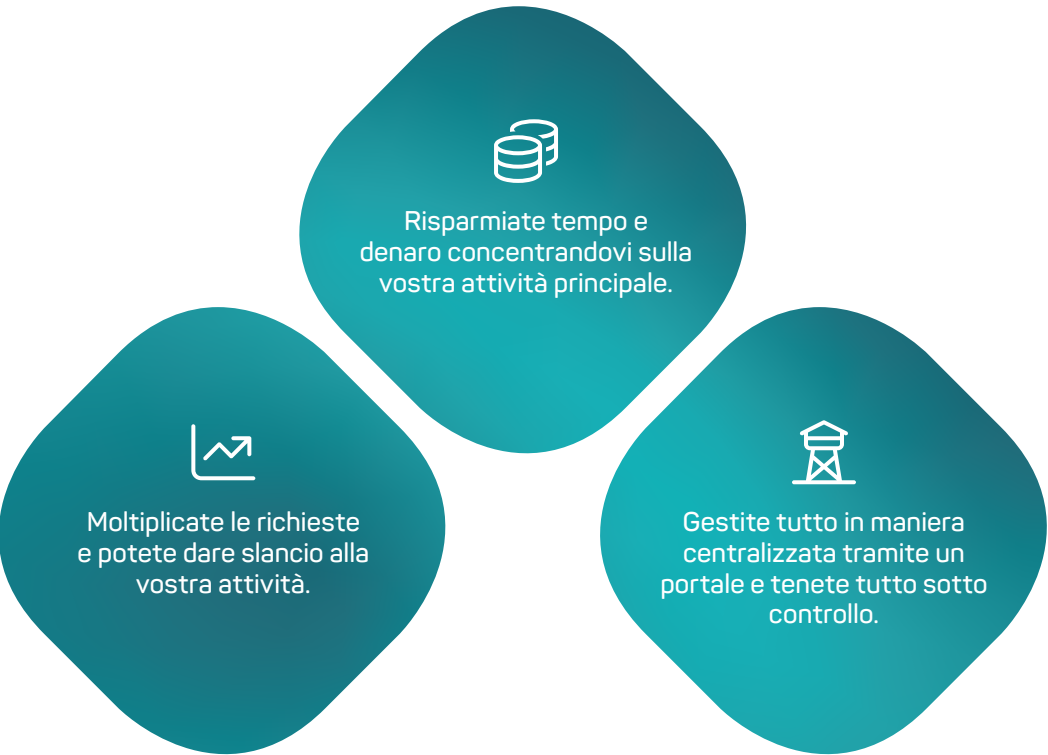 Risparmiate tempo e
denaro concentrandovi sulla
vostra attività principale.
Moltiplicate le richieste
e potete dare slancio alla
vostra attività.
Gestite tutto in maniera
centralizzata tramite un
portale e tenete tutto sotto
controllo.